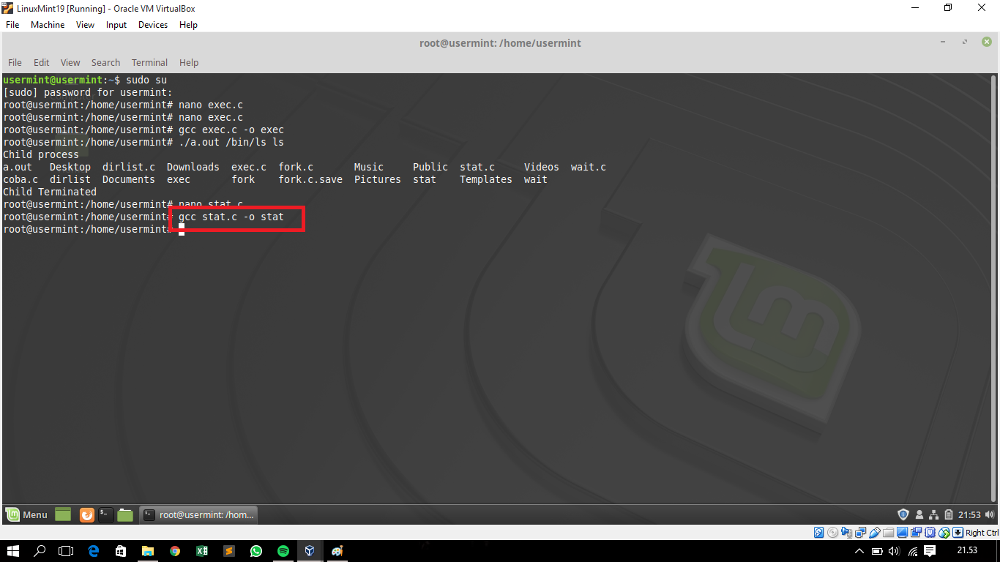 LinuxMint19 [Running] - Oracle VM VirtualBox
File Machine View Input Devices Help
root@usermint: /home/usermint
File Edit View Search Terminal Help
usermint@usermint:~$ sudo su
[sudo] password for usermint:
root@usermint:/home/usermint# nano exec.c
root@usermint:/home/usermint# nano exec.c
root@usermint:/home/usermint# gcc exec.c -o exec
root@usermint:/home/usermint# ./a.out /bin/ls ls
Child process
a.out Desktop dirlist.c Downloads exec.c fork.c Music Public stat.c Videos wait.c
coba.c dirlist Documents exec fork fork.c.save Pictures stat Templates wait
Child Terminated
root@usermint:/home/usermint# nano stat.c
root@usermint:/home/usermint# gcc stat.c -o stat
root@usermint:/home/usermint#
Menu root@usermint: /hom... 21:53
Right Ctrl
21.53